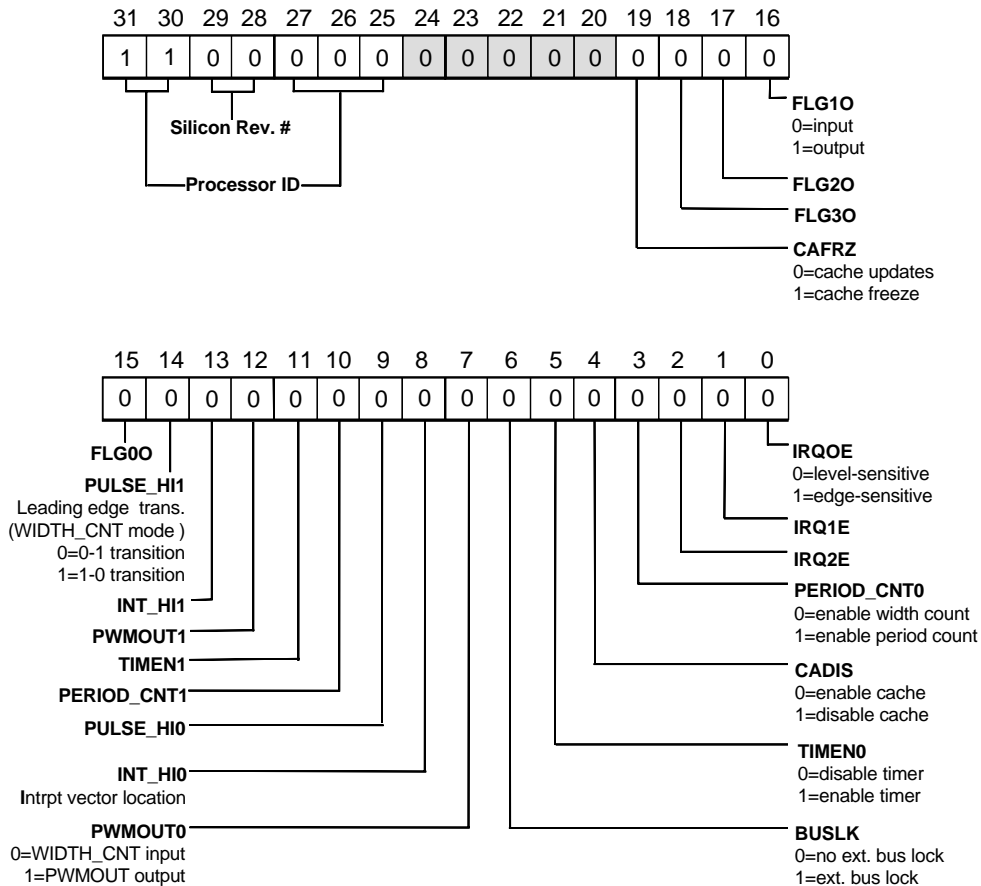 31 30 29 28 27 26 25 24 23 22 21 20 19 18 17 16
1 1 0 0 0 0 0 0 0 0 0 0 0 0 0 0
FLG1O
0=input
1=output
Silicon Rev. #
Processor ID
FLG2O
FLG3O
CAFRZ
0=cache updates
1=cache freeze
15 14 13 12 11 10 9 8 7 6 5 4 3 2 1 0
0 0 0 0 0 0 0 0 0 0 0 0 0 0 0 0
FLG0O
PULSE_HI1
Leading edge trans.
(WIDTH_CNT mode )
0=0-1 transition
1=1-0 transition
INT_HI1
PWMOUT1
TIMEN1
PERIOD_CNT1
PULSE_HI0
INT_HI0
Intrpt vector location
PWMOUT0
0=WIDTH_CNT input
1=PWMOUT output
IRQOE
0=level-sensitive
1=edge-sensitive
IRQ1E
IRQ2E
PERIOD_CNT0
0=enable width count
1=enable period count
CADIS
0=enable cache
1=disable cache
TIMEN0
0=disable timer
1=enable timer
BUSLK
0=no ext. bus lock
1=ext. bus lock